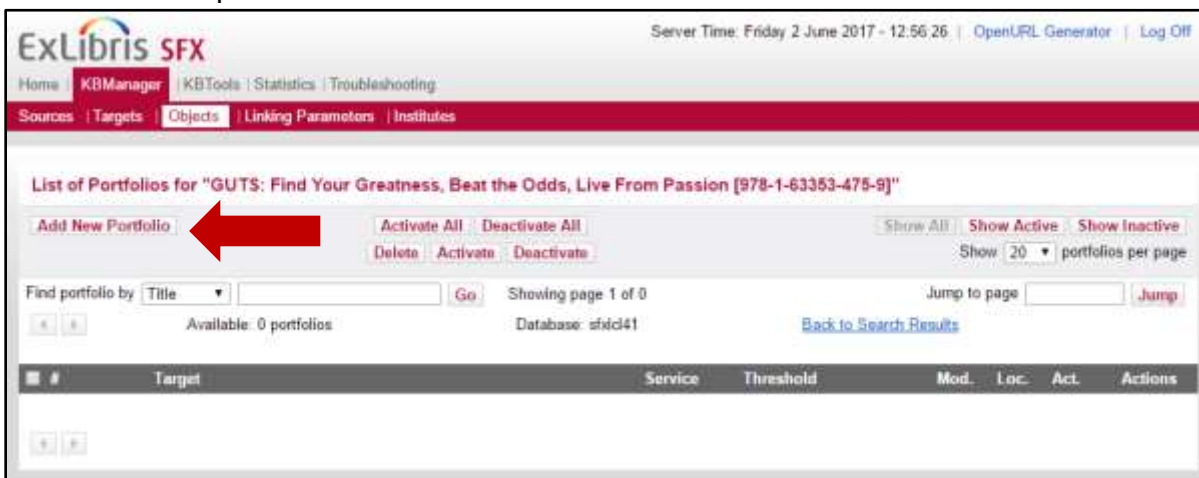 ExLibris SFX
Server Time: Friday 2 June 2017 - 12:56:26 | OpenURL Generator | Log Off
Home | KBManager | KBTools | Statistics | Troubleshooting
Sources | Targets | Objects | Linking Parameters | Institutes
List of Portfolios for "GUTS: Find Your Greatness, Beat the Odds, Live From Passion [978-1-63353-475-9]"
Add New Portfolio Activate All Deactivate All Show All Show Active Show Inactive
Delete Activate Deactivate Show 20 portfolios per page
Find portfolio by Title Go Showing page 1 of 0 Jump to page Jump
Available: 0 portfolios Database: sfxlcl41 Back to Search Results
# Target Service Threshold Mod. Loc. Act. Actions